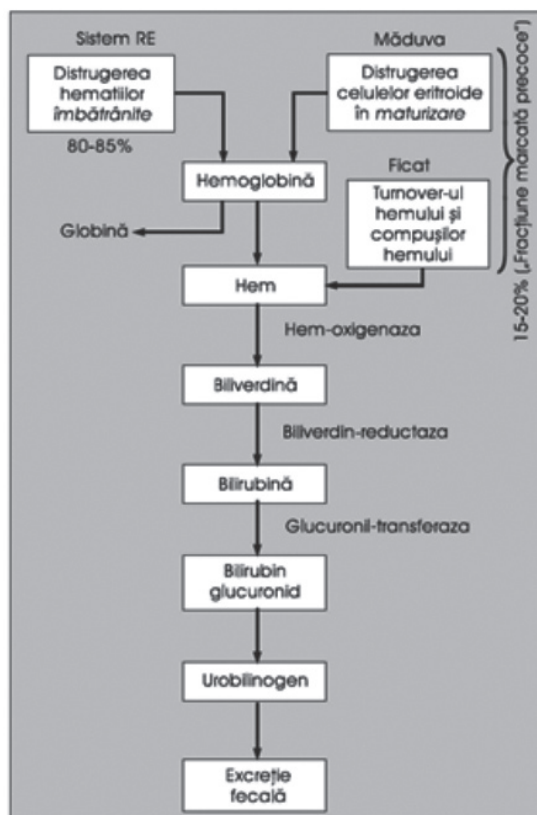 Sistem RE
Distrugerea
hematiilor
îmbătrânite
80-85%
Măduva
Distrugerea
celulelor eritroide
în maturizare
Ficat
Turnover-ul
hemului și
compușilor
hemului
15-20% („Fracțiune marcată precoce”)
Hemoglobină
Globină
Hem
Hem-oxigenaza
Biliverdină
Biliverdin-reductaza
Bilirubină
Glucuronil-transferaza
Bilirubin
glucuronid
Urobilinogen
Excreție
fecală